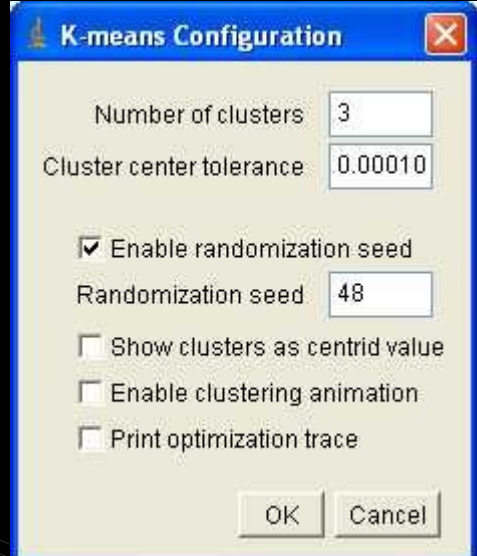 K-means Configuration
Number of clusters 3
Cluster center tolerance 0.00010
Enable randomization seed
Randomization seed 48
Show clusters as centrid value
Enable clustering animation
Print optimization trace
OK Cancel